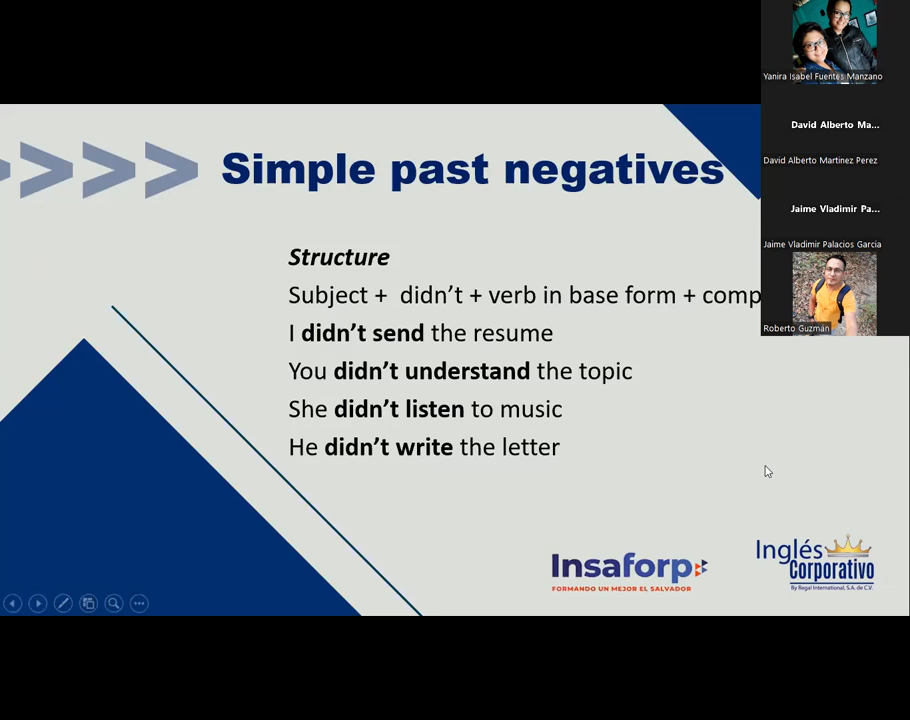 Simple past negatives
Structure
Subject + didn't + verb in base form + comp
I didn't send the resume
You didn't understand the topic
She didn't listen to music
He didn't write the letter
Insaforp
FORMANDO UN MEJOR EL SALVADOR
Inglés
Corporativo
By Regal International, S.A. de C.V.
Yanira Isabel Fuentes Manzano
David Alberto Ma...
David Alberto Martinez Perez
Jaime Vladimir Pa...
Jaime Vladimir Palacios Garcia
Roberto Guzmán